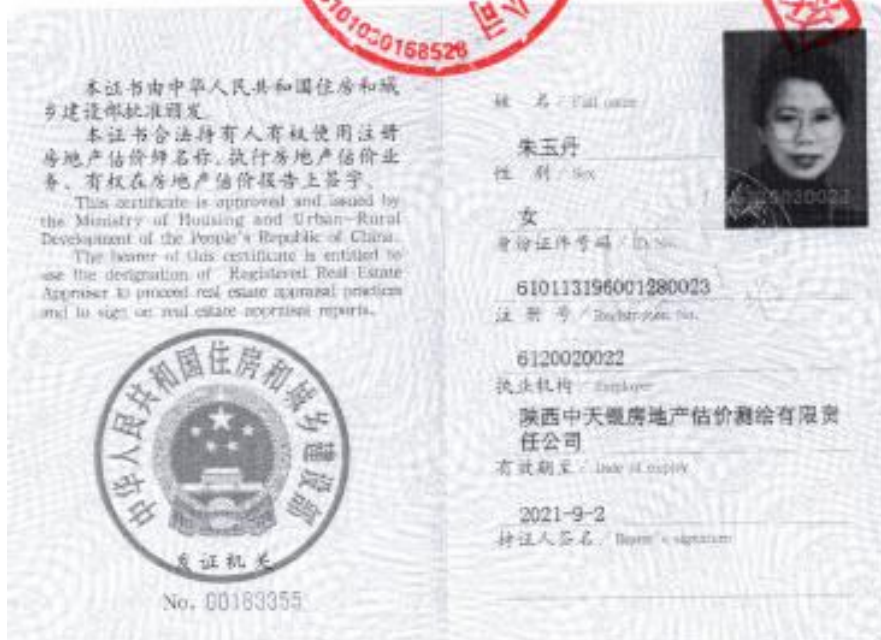 6101030168526
司
本证书由中华人民共和国住房和城
乡建设部批准颁发。
本证书合法持有人有权使用注册
房地产估价师名称、执行房地产估价业
务、有权在房地产估价报告上签字。
This certificate is approved and issued by
the Ministry of Housing and Urban-Rural
Development of the People's Republic of China.
The bearer of this certificate is entitled to
use the designation of Registered Real Estate
Appraiser to proceed real estate appraisal practices
and to sign on real estate appraisal reports.
中华人民共和国住房和城乡建设部
发证机关
No. 00183355
姓 名 / Full name
朱玉丹
性 别 / Sex
女
身份证件号码 / ID No.
610113196001280023
注 册 号 / Registration No.
6120020022
执业机构 / Employer
陕西中天银房地产估价测绘有限责
任公司
有效期至 / Date of expiry
2021-9-2
持证人签名 / Bearer's signature